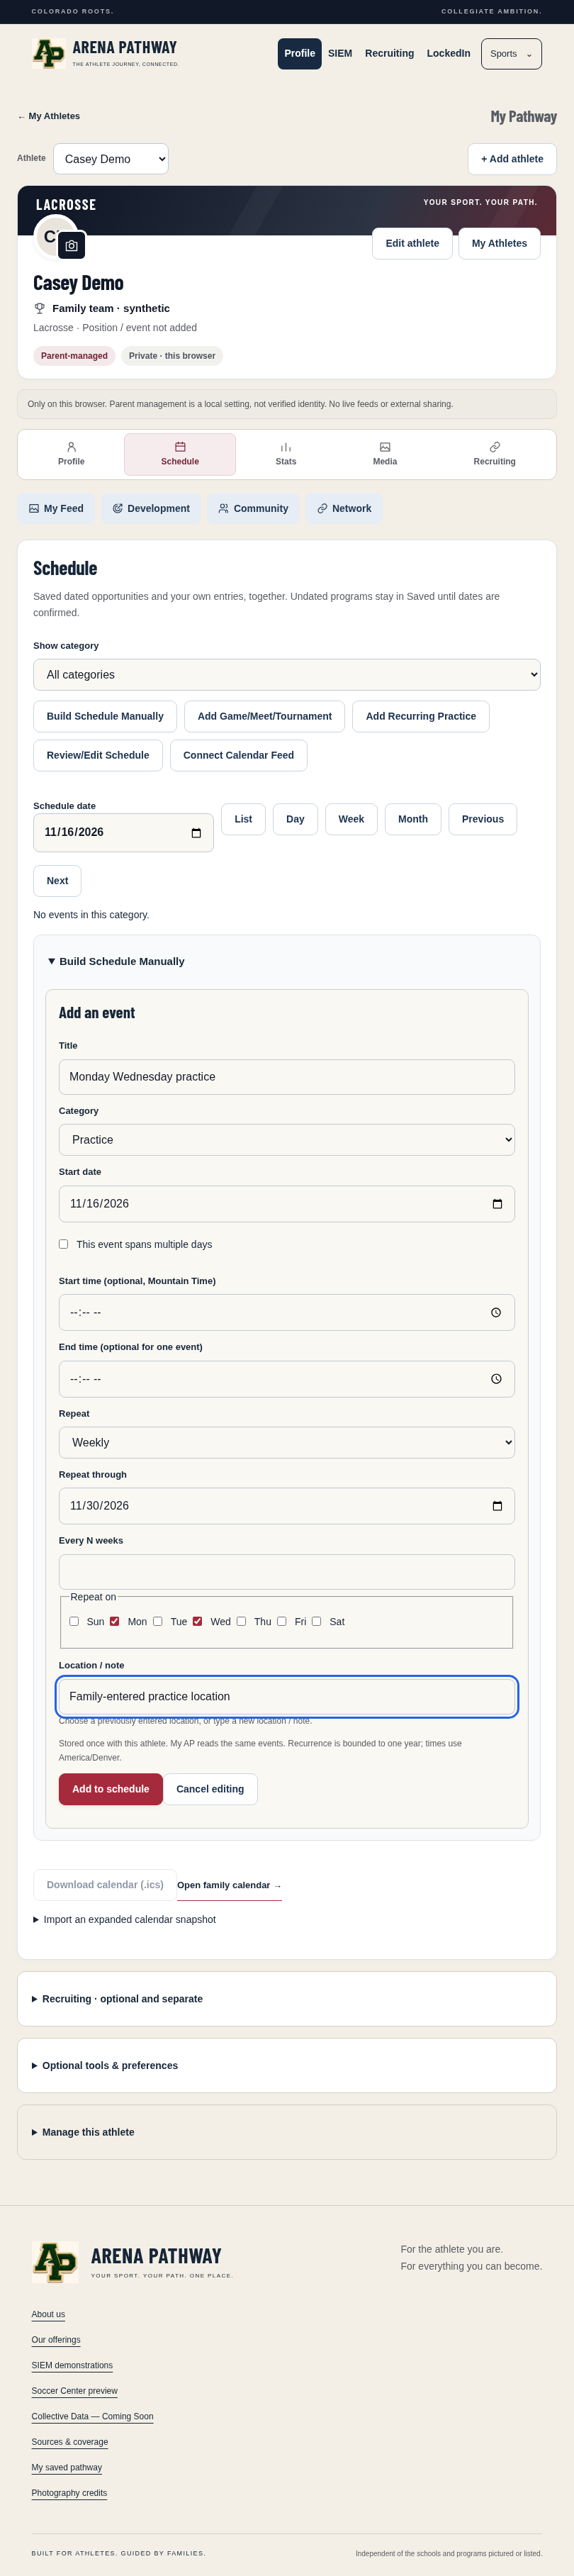 COLORADO ROOTS.
COLLEGIATE AMBITION.
AP
ARENA PATHWAY
THE ATHLETE JOURNEY, CONNECTED.
Profile
SIEM
Recruiting
LockedIn
Sports
← My Athletes
My Pathway
Athlete
Casey Demo
+ Add athlete
LACROSSE
YOUR SPORT. YOUR PATH.
Edit athlete
My Athletes
Casey Demo
Family team · synthetic
Lacrosse · Position / event not added
Parent-managed
Private · this browser
Only on this browser. Parent management is a local setting, not verified identity. No live feeds or external sharing.
Profile
Schedule
Stats
Media
Recruiting
My Feed
Development
Community
Network
Schedule
Saved dated opportunities and your own entries, together. Undated programs stay in Saved until dates are
confirmed.
Show category
All categories
Build Schedule Manually
Add Game/Meet/Tournament
Add Recurring Practice
Review/Edit Schedule
Connect Calendar Feed
Schedule date
11/16/2026
List
Day
Week
Month
Previous
Next
No events in this category.
▼ Build Schedule Manually
Add an event
Title
Monday Wednesday practice
Category
Practice
Start date
11/16/2026
This event spans multiple days
Start time (optional, Mountain Time)
--:-- --
End time (optional for one event)
--:-- --
Repeat
Weekly
Repeat through
11/30/2026
Every N weeks
Repeat on
Sun
Mon
Tue
Wed
Thu
Fri
Sat
Location / note
Family-entered practice location
Choose a previously entered location, or type a new location / note.
Stored once with this athlete. My AP reads the same events. Recurrence is bounded to one year; times use
America/Denver.
Add to schedule
Cancel editing
Download calendar (.ics)
Open family calendar →
▶ Import an expanded calendar snapshot
▶ Recruiting · optional and separate
▶ Optional tools & preferences
▶ Manage this athlete
AP
ARENA PATHWAY
YOUR SPORT. YOUR PATH. ONE PLACE.
For the athlete you are.
For everything you can become.
About us
Our offerings
SIEM demonstrations
Soccer Center preview
Collective Data — Coming Soon
Sources & coverage
My saved pathway
Photography credits
BUILT FOR ATHLETES. GUIDED BY FAMILIES.
Independent of the schools and programs pictured or listed.